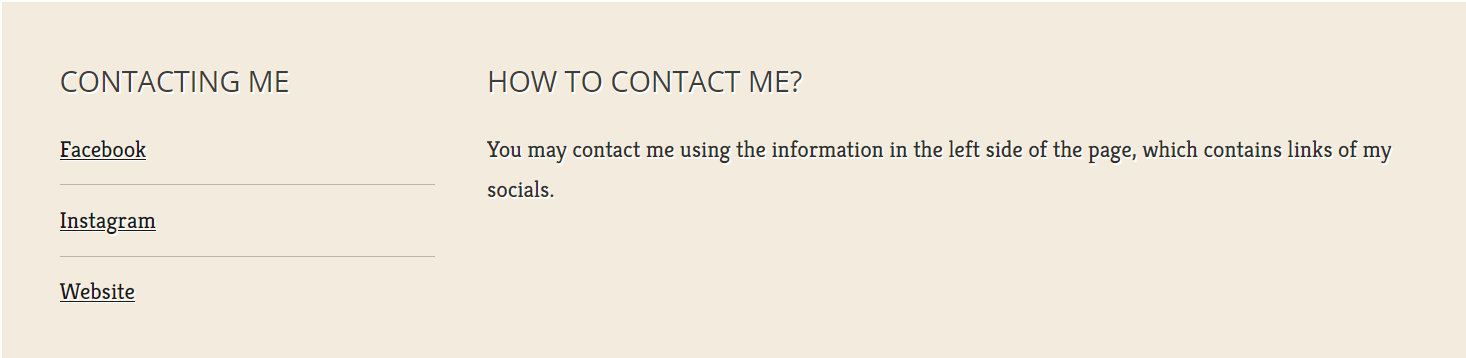 CONTACTING ME
Facebook
Instagram
Website
HOW TO CONTACT ME?
You may contact me using the information in the left side of the page, which contains links of my
socials.